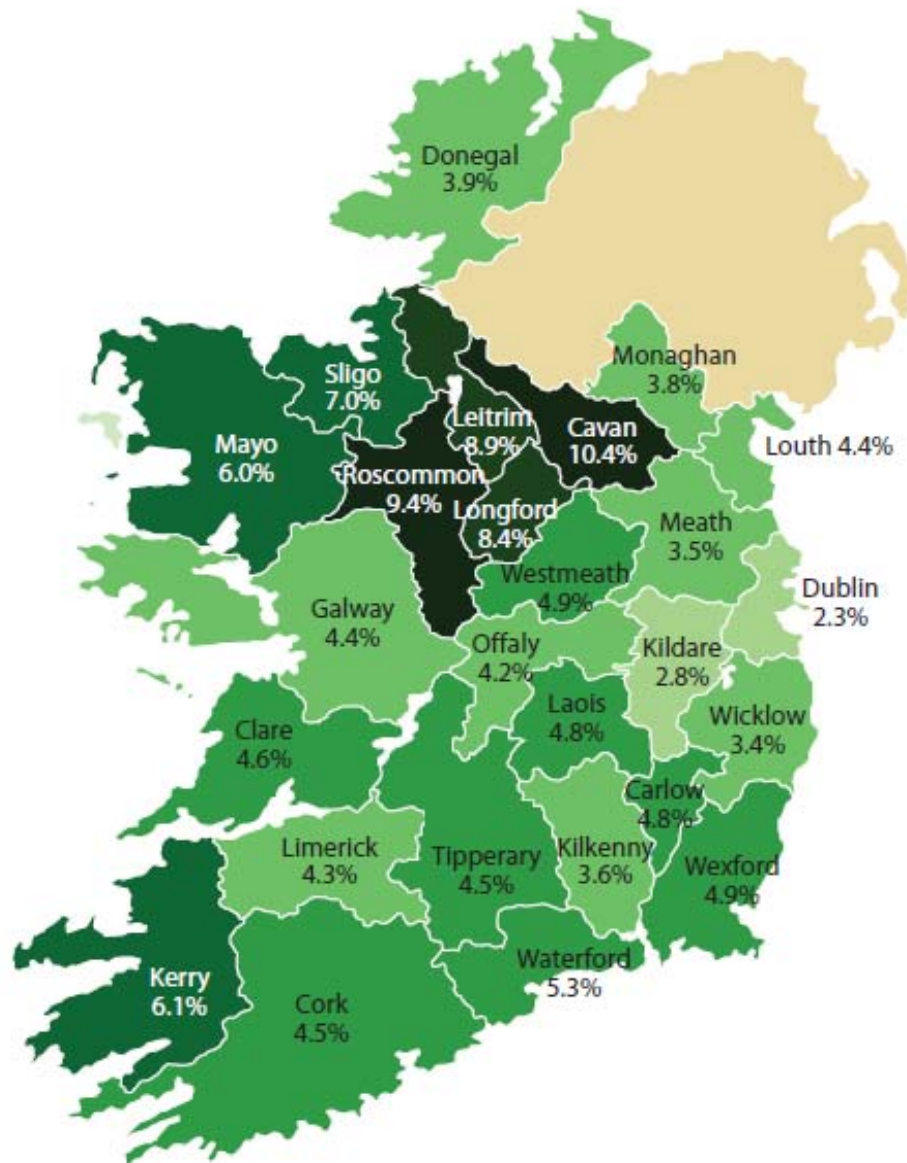 Donegal
3.9%
Monaghan
3.8%
Sligo
7.0%
Leitrim
8.9%
Cavan
10.4%
Louth 4.4%
Mayo
6.0%
Roscommon
9.4%
Longford
8.4%
Meath
3.5%
Westmeath
4.9%
Dublin
2.3%
Galway
4.4%
Offaly
4.2%
Kildare
2.8%
Laois
4.8%
Wicklow
3.4%
Clare
4.6%
Carlow
4.8%
Limerick
4.3%
Tipperary
4.5%
Kilkenny
3.6%
Wexford
4.9%
Waterford
5.3%
Kerry
6.1%
Cork
4.5%